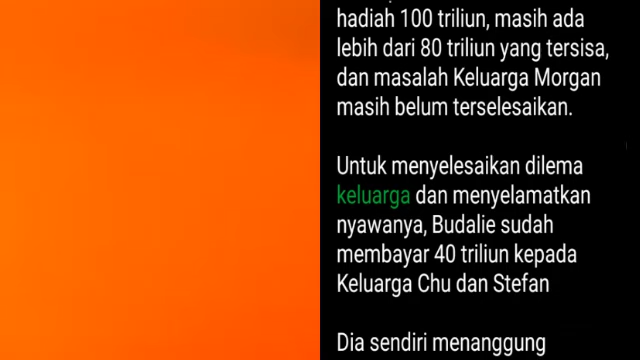 hadiah 100 triliun, masih ada
lebih dari 80 triliun yang tersisa,
dan masalah Keluarga Morgan
masih belum terselesaikan.
Untuk menyelesaikan dilema
keluarga dan menyelamatkan
nyawanya, Budalie sudah
membayar 40 triliun kepada
Keluarga Chu dan Stefan
Dia sendiri menanggung